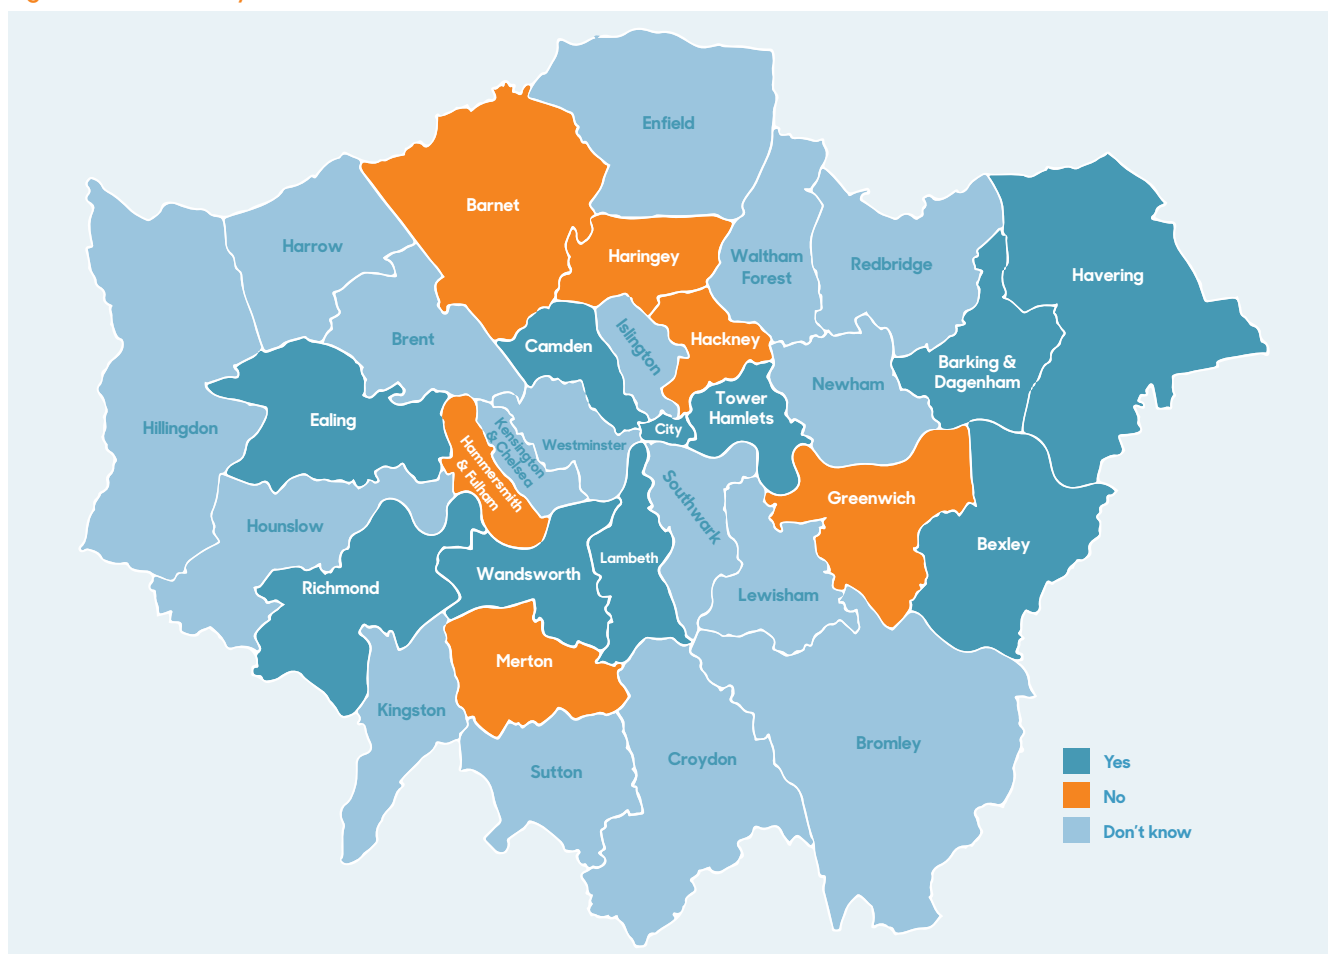 Enfield
Barnet
Harrow
Haringey
Waltham
Forest
Redbridge
Havering
Brent
Camden
Islington
Hackney
Newham
Barking &
Dagenham
Hillingdon
Ealing
Tower
Hamlets
City
Hammersmith
& Fulham
Kensington
& Chelsea
Westminster
Southwark
Greenwich
Hounslow
Bexley
Richmond
Wandsworth
Lambeth
Lewisham
Merton
Kingston
Sutton
Croydon
Bromley
Yes
No
Don't know